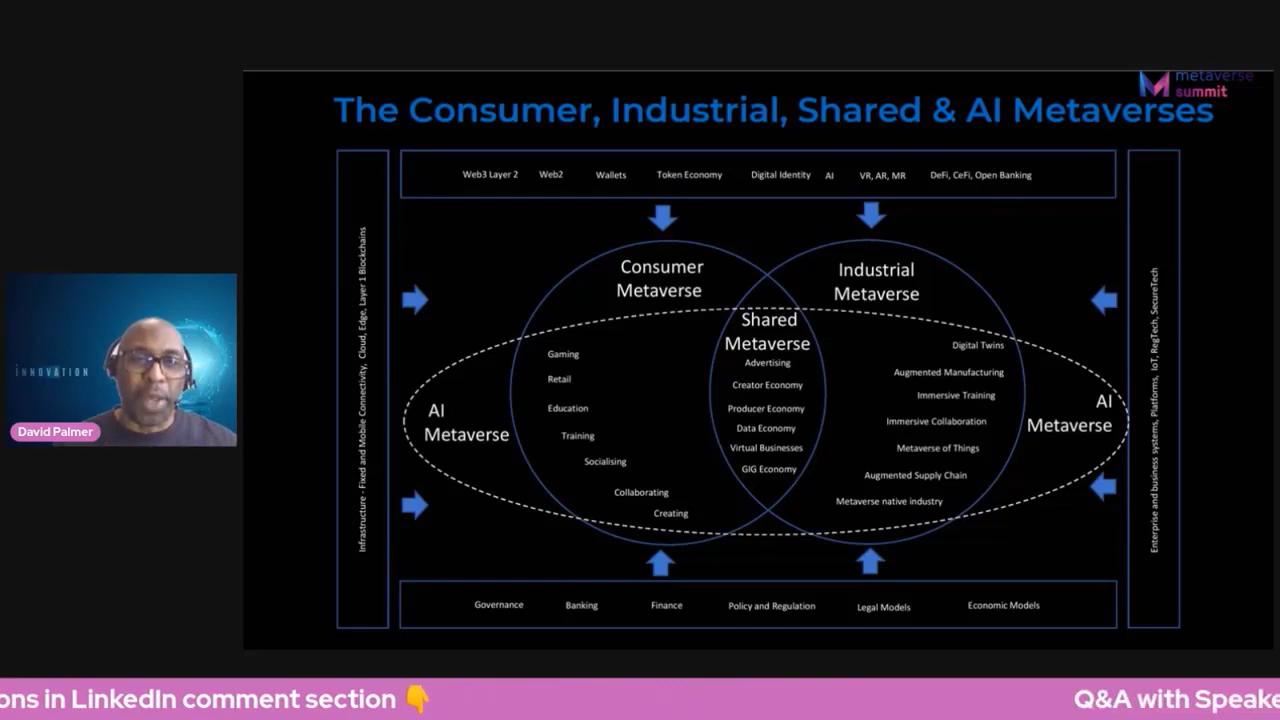 metaverse
summit
The Consumer, Industrial, Shared & AI Metaverses
Web3 Layer 2 Web2 Wallets Token Economy Digital Identity AI VR, AR, MR DeFi, CeFi, Open Banking
Infrastructure - Fixed and Mobile Connectivity, Cloud, Edge, Layer 1 Blockchains
Consumer
Metaverse
Gaming
Retail
Education
Training
Socialising
Collaborating
Creating
Shared
Metaverse
Advertising
Creator Economy
Producer Economy
Data Economy
Virtual Businesses
GIG Economy
Industrial
Metaverse
Digital Twins
Augmented Manufacturing
Immersive Training
Immersive Collaboration
Metaverse of Things
Augmented Supply Chain
Metaverse native industry
AI
Metaverse
AI
Metaverse
Enterprise and business systems, Platforms, IoT, RegTech, SecureTech
Governance Banking Finance Policy and Regulation Legal Models Economic Models
INNOVATION
David Palmer
ons in LinkedIn comment section 👇
Q&A with Speake